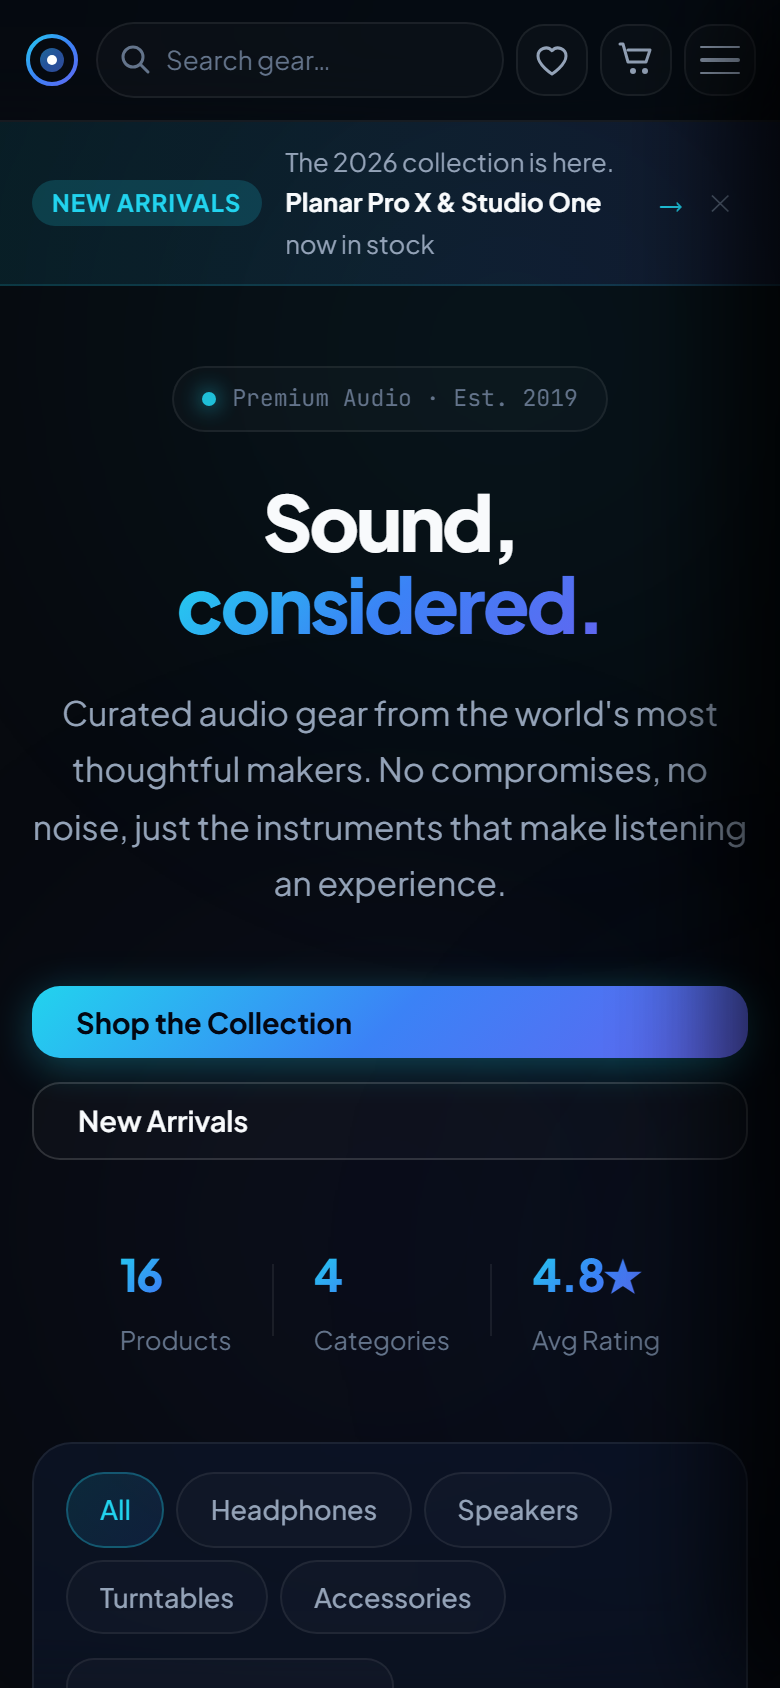 Search gear...
NEW ARRIVALS
The 2026 collection is here.
Planar Pro X & Studio One
now in stock
→
Premium Audio · Est. 2019
Sound,
considered.
Curated audio gear from the world's most
thoughtful makers. No compromises, no
noise, just the instruments that make listening
an experience.
Shop the Collection
New Arrivals
16
Products
4
Categories
4.8★
Avg Rating
All
Headphones
Speakers
Turntables
Accessories